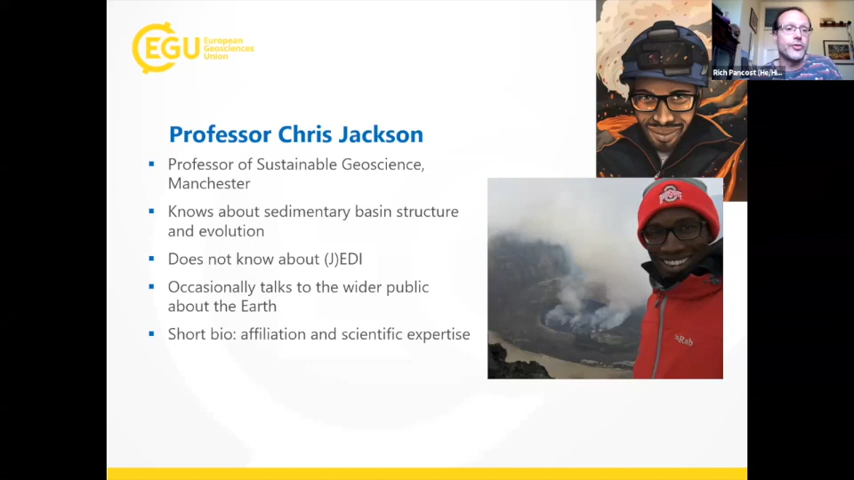 EGU
European
Geosciences
Union
Rich Pancost (He/Hi...
Professor Chris Jackson
▪ Professor of Sustainable Geoscience,
Manchester
▪ Knows about sedimentary basin structure
and evolution
▪ Does not know about (J)EDI
▪ Occasionally talks to the wider public
about the Earth
▪ Short bio: affiliation and scientific expertise
Rab